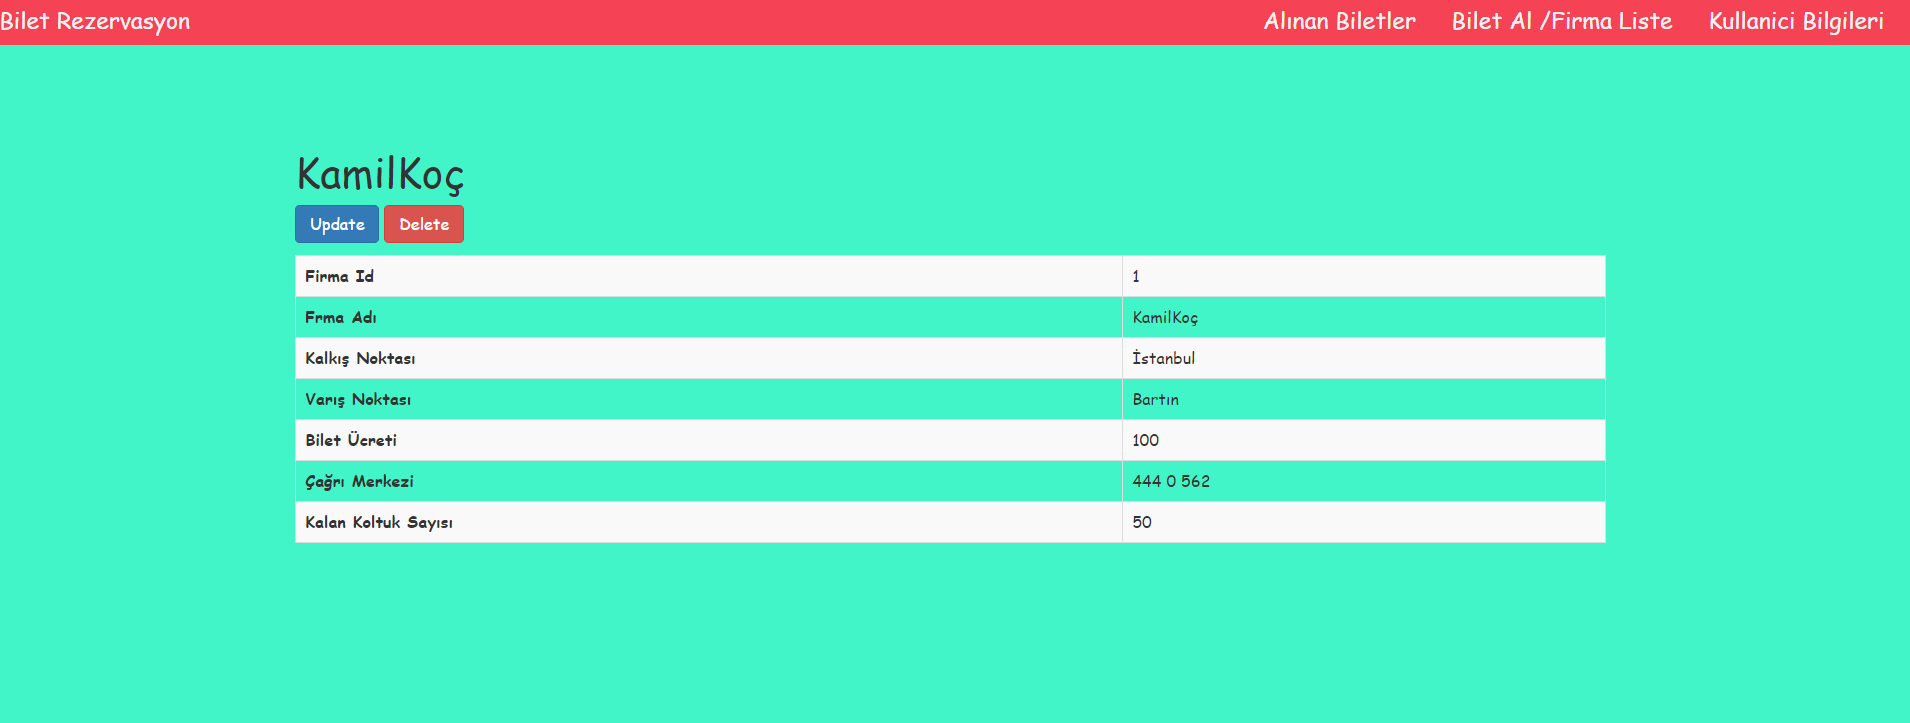 Bilet Rezervasyon Alınan Biletler Bilet Al /Firma Liste Kullanici Bilgileri
KamilKoç
Update Delete
Firma Id 1
Frma Adı KamilKoç
Kalkış Noktası İstanbul
Varış Noktası Bartın
Bilet Ücreti 100
Çağrı Merkezi 444 0 562
Kalan Koltuk Sayısı 50